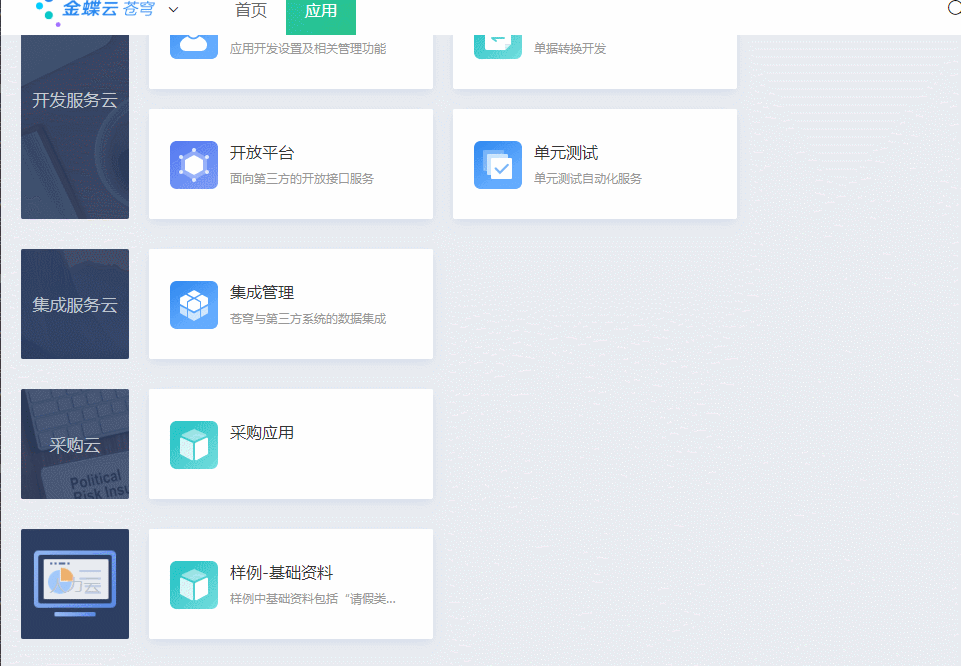 金蝶云 苍穹
首页
应用
应用开发设置及相关管理功能
单据转换开发
开发服务云
开放平台
面向第三方的开放接口服务
单元测试
单元测试自动化服务
集成服务云
集成管理
苍穹与第三方系统的数据集成
采购云
Political
Risk Insu
采购应用
样例-基础资料
样例中基础资料包括“请假类...